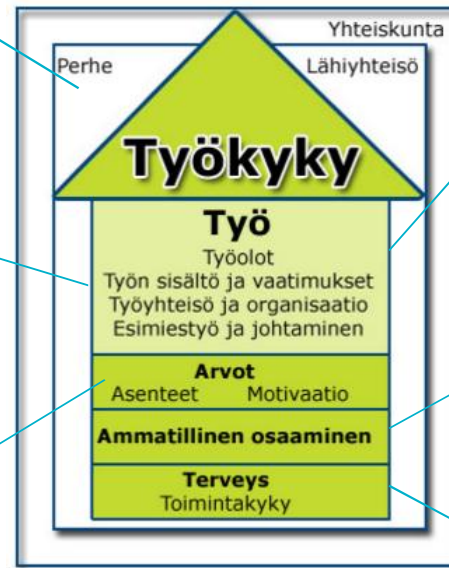 Yhteiskunta
Perhe
Lähiyhteisö
Työkyky
Työ
Työolot
Työn sisältö ja vaatimukset
Työyhteisö ja organisaatio
Esimiestyö ja johtaminen
Arvot
Asenteet Motivaatio
Ammatillinen osaaminen
Terveys
Toimintakyky